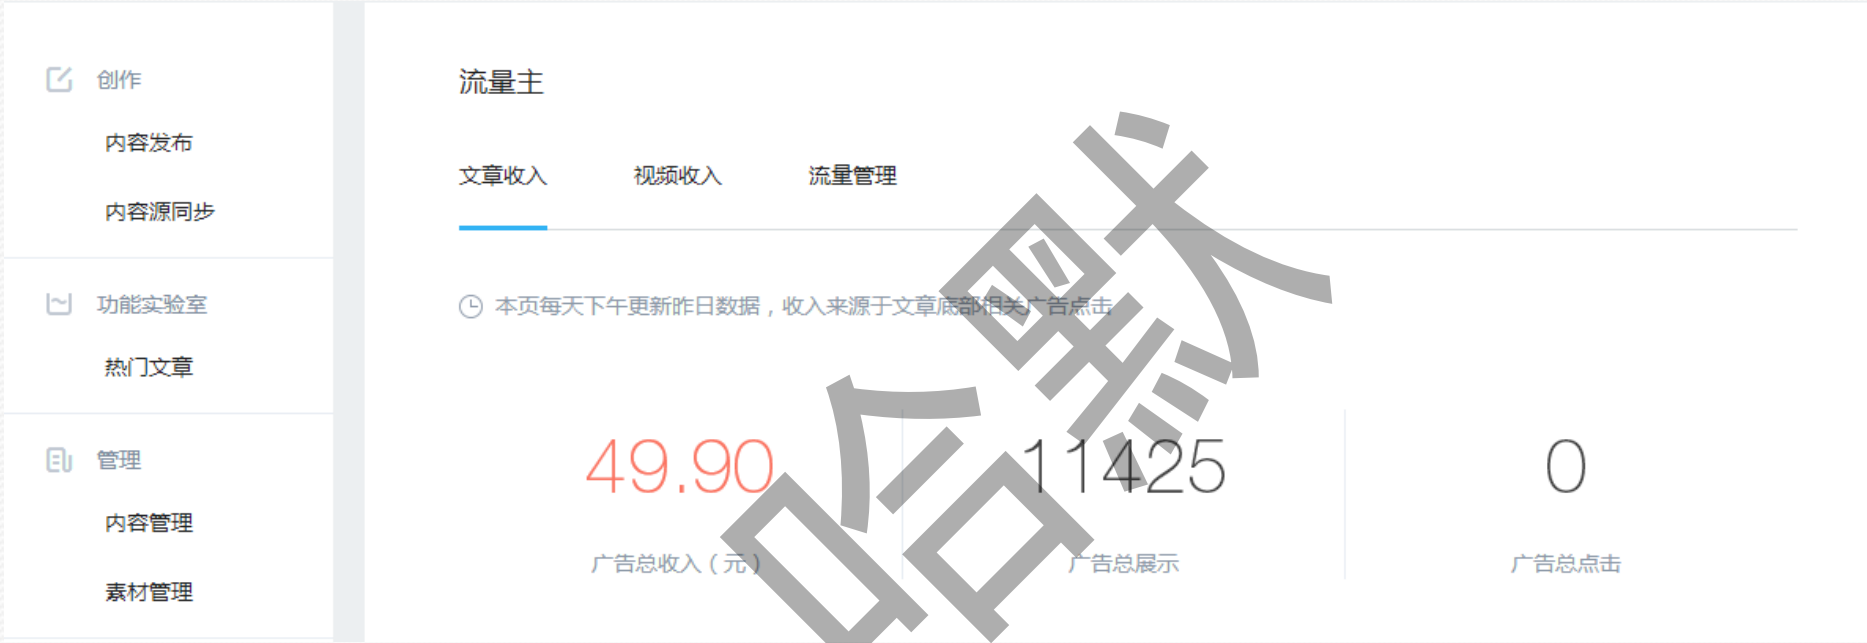 创作
内容发布
内容源同步
功能实验室
热门文章
管理
内容管理
素材管理
流量主
文章收入 视频收入 流量管理
本页每天下午更新昨日数据，收入来源于文章底部相关广告点击
49.90 11425 0
广告总收入（元） 广告总展示 广告总点击
哈默